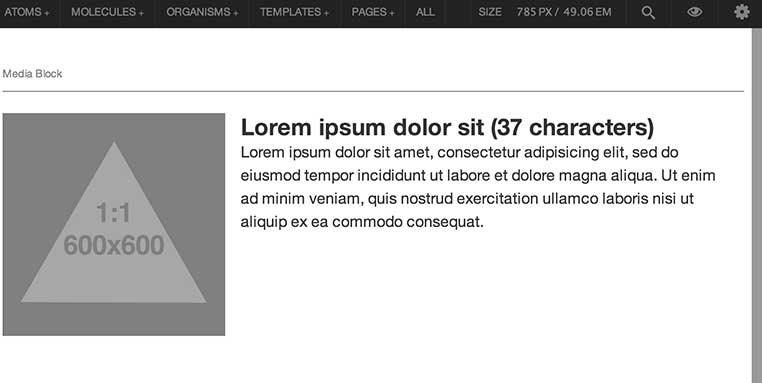 ATOMS + MOLECULES + ORGANISMS + TEMPLATES + PAGES + ALL SIZE 785 PX / 49.06 EM
Media Block
1:1
600x600
Lorem ipsum dolor sit (37 characters)
Lorem ipsum dolor sit amet, consectetur adipisicing elit, sed do
eiusmod tempor incididunt ut labore et dolore magna aliqua. Ut enim
ad minim veniam, quis nostrud exercitation ullamco laboris nisi ut
aliquip ex ea commodo consequat.